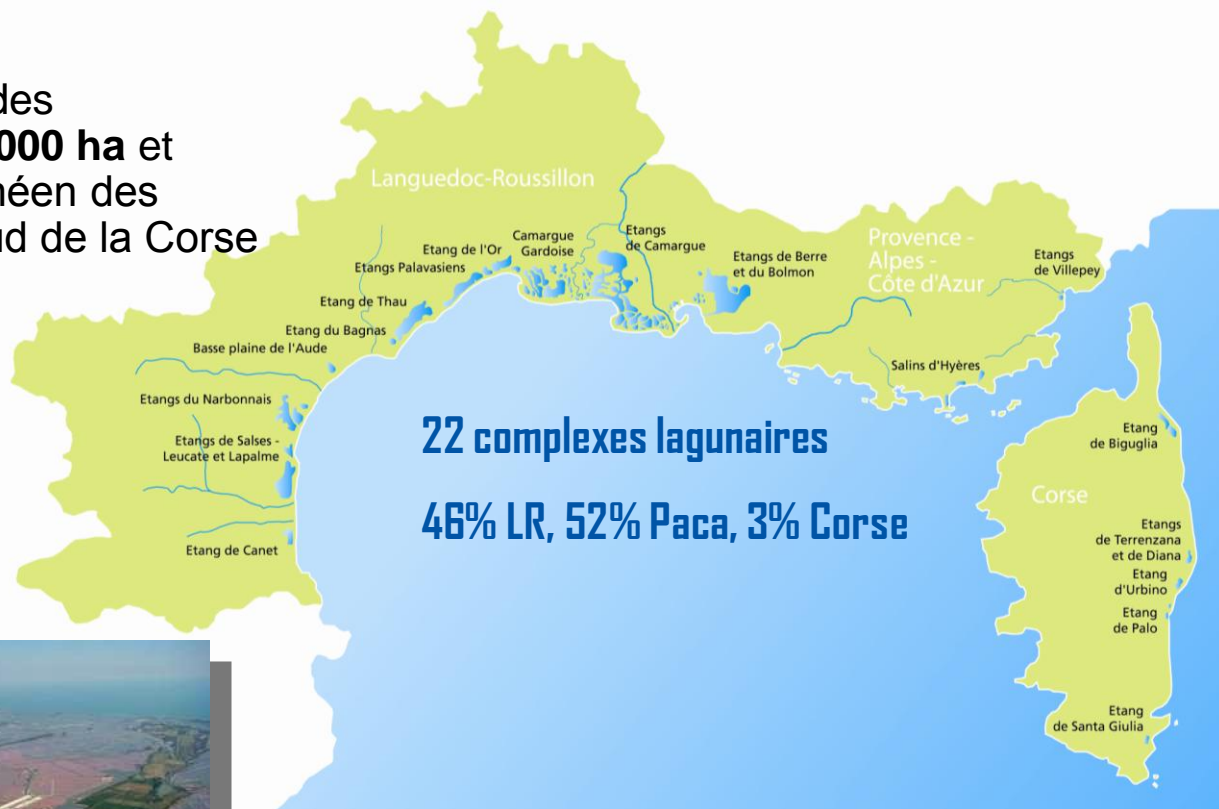 des
000 ha et
néen des
ud de la Corse
Languedoc-Roussillon
Etang de l'Or
Camargue
Gardoise
Etangs
de Camargue
Etangs Palavasiens
Etangs de Berre
et du Bolmon
Provence -
Alpes -
Côte d'Azur
Etangs
de Villepey
Etang de Thau
Etang du Bagnas
Basse plaine de l'Aude
Salins d'Hyères
Etangs du Narbonnais
Etangs de Salses -
Leucate et Lapalme
Etang de Canet
22 complexes lagunaires
46% LR, 52% Paca, 3% Corse
Etang
de Biguglia
Corse
Etangs
de Terrenzana
et de Diana
Etang
d'Urbino
Etang
de Palo
Etang
de Santa Giulia